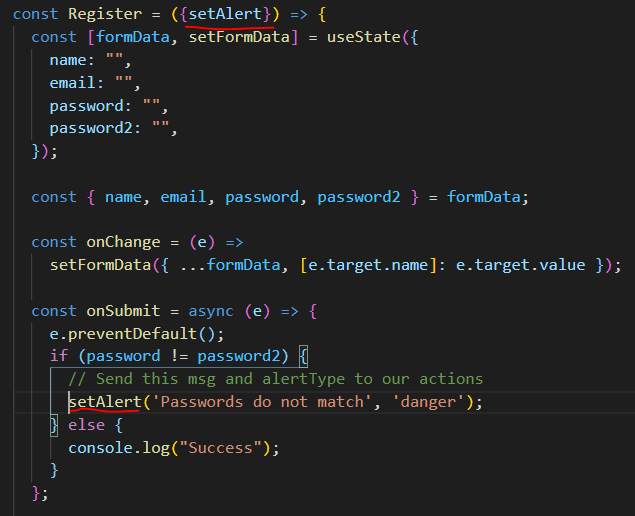 const Register = ({setAlert}) => {
const [formData, setFormData] = useState({
name: "",
email: "",
password: "",
password2: "",
});
const { name, email, password, password2 } = formData;
const onChange = (e) =>
setFormData({ ...formData, [e.target.name]: e.target.value });
const onSubmit = async (e) => {
e.preventDefault();
if (password != password2) {
// Send this msg and alertType to our actions
setAlert('Passwords do not match', 'danger');
} else {
console.log("Success");
}
};